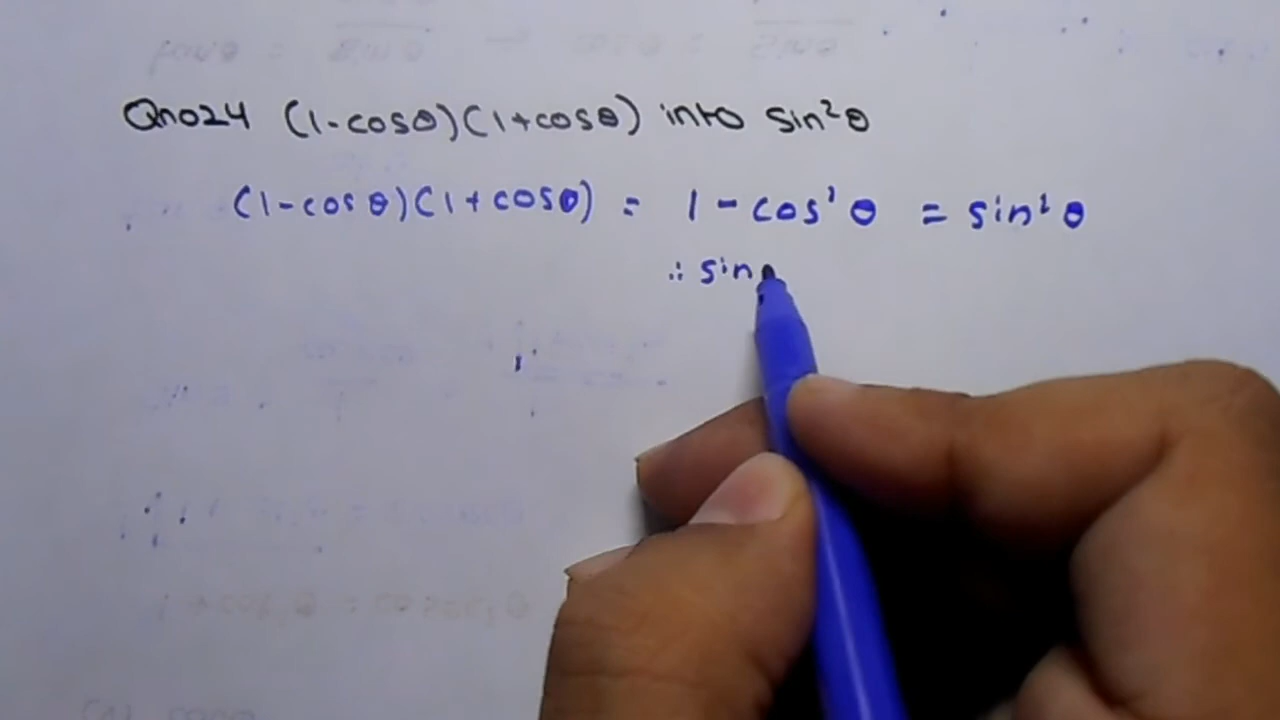 Qno24 (1-cosθ)(1+cosθ) into sin²θ
(1-cosθ)(1+cosθ) = 1-cos²θ = sin²θ
∴ sin